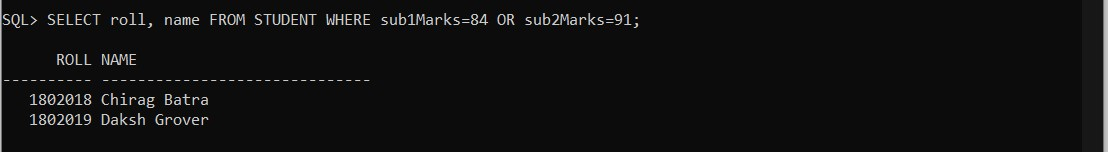 SQL> SELECT roll, name FROM STUDENT WHERE sub1Marks=84 OR sub2Marks=91;
      ROLL NAME
---------- ------------------------------
   1802018 Chirag Batra
   1802019 Daksh Grover